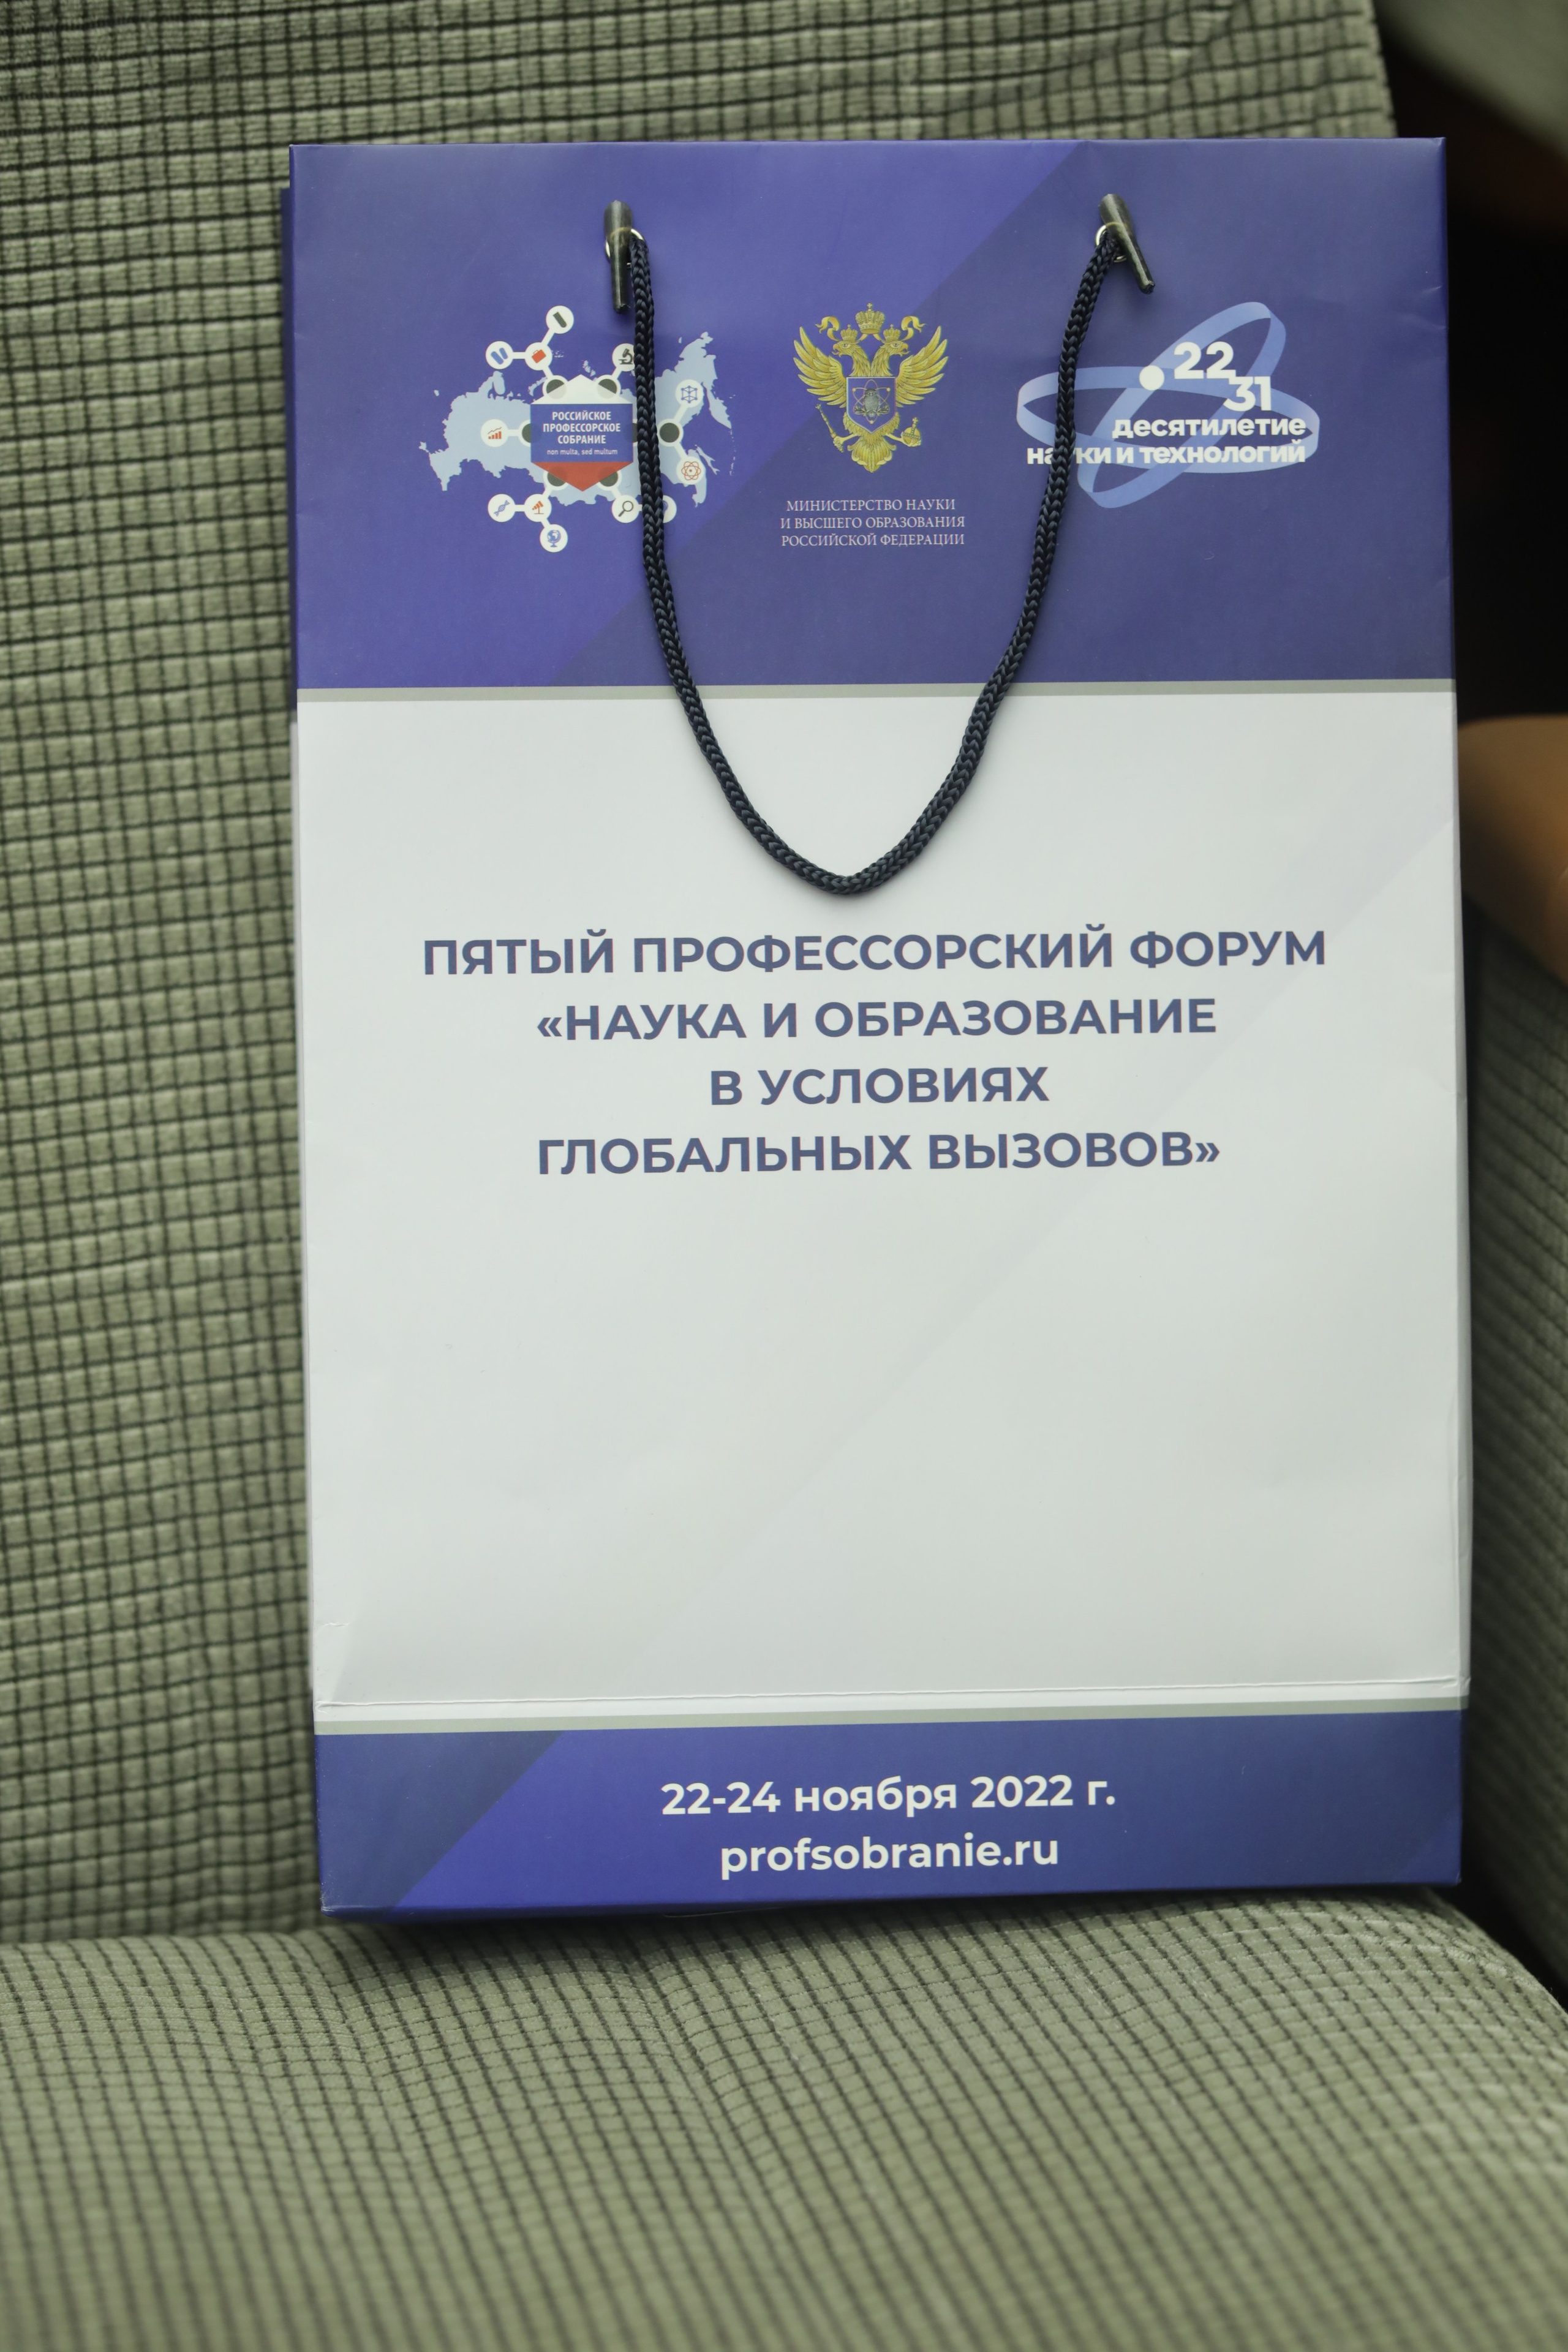 РОССИЙСКОЕ
ПРОФЕССОРСКОЕ
СОБРАНИЕ
non multa, sed multum
МИНИСТЕРСТВО НАУКИ
И ВЫСШЕГО ОБРАЗОВАНИЯ
РОССИЙСКОЙ ФЕДЕРАЦИИ
22
31
десятилетие
науки и технологий
ПЯТЫЙ ПРОФЕССОРСКИЙ ФОРУМ
«НАУКА И ОБРАЗОВАНИЕ
В УСЛОВИЯХ
ГЛОБАЛЬНЫХ ВЫЗОВОВ»
22-24 ноября 2022 г.
profsobranie.ru